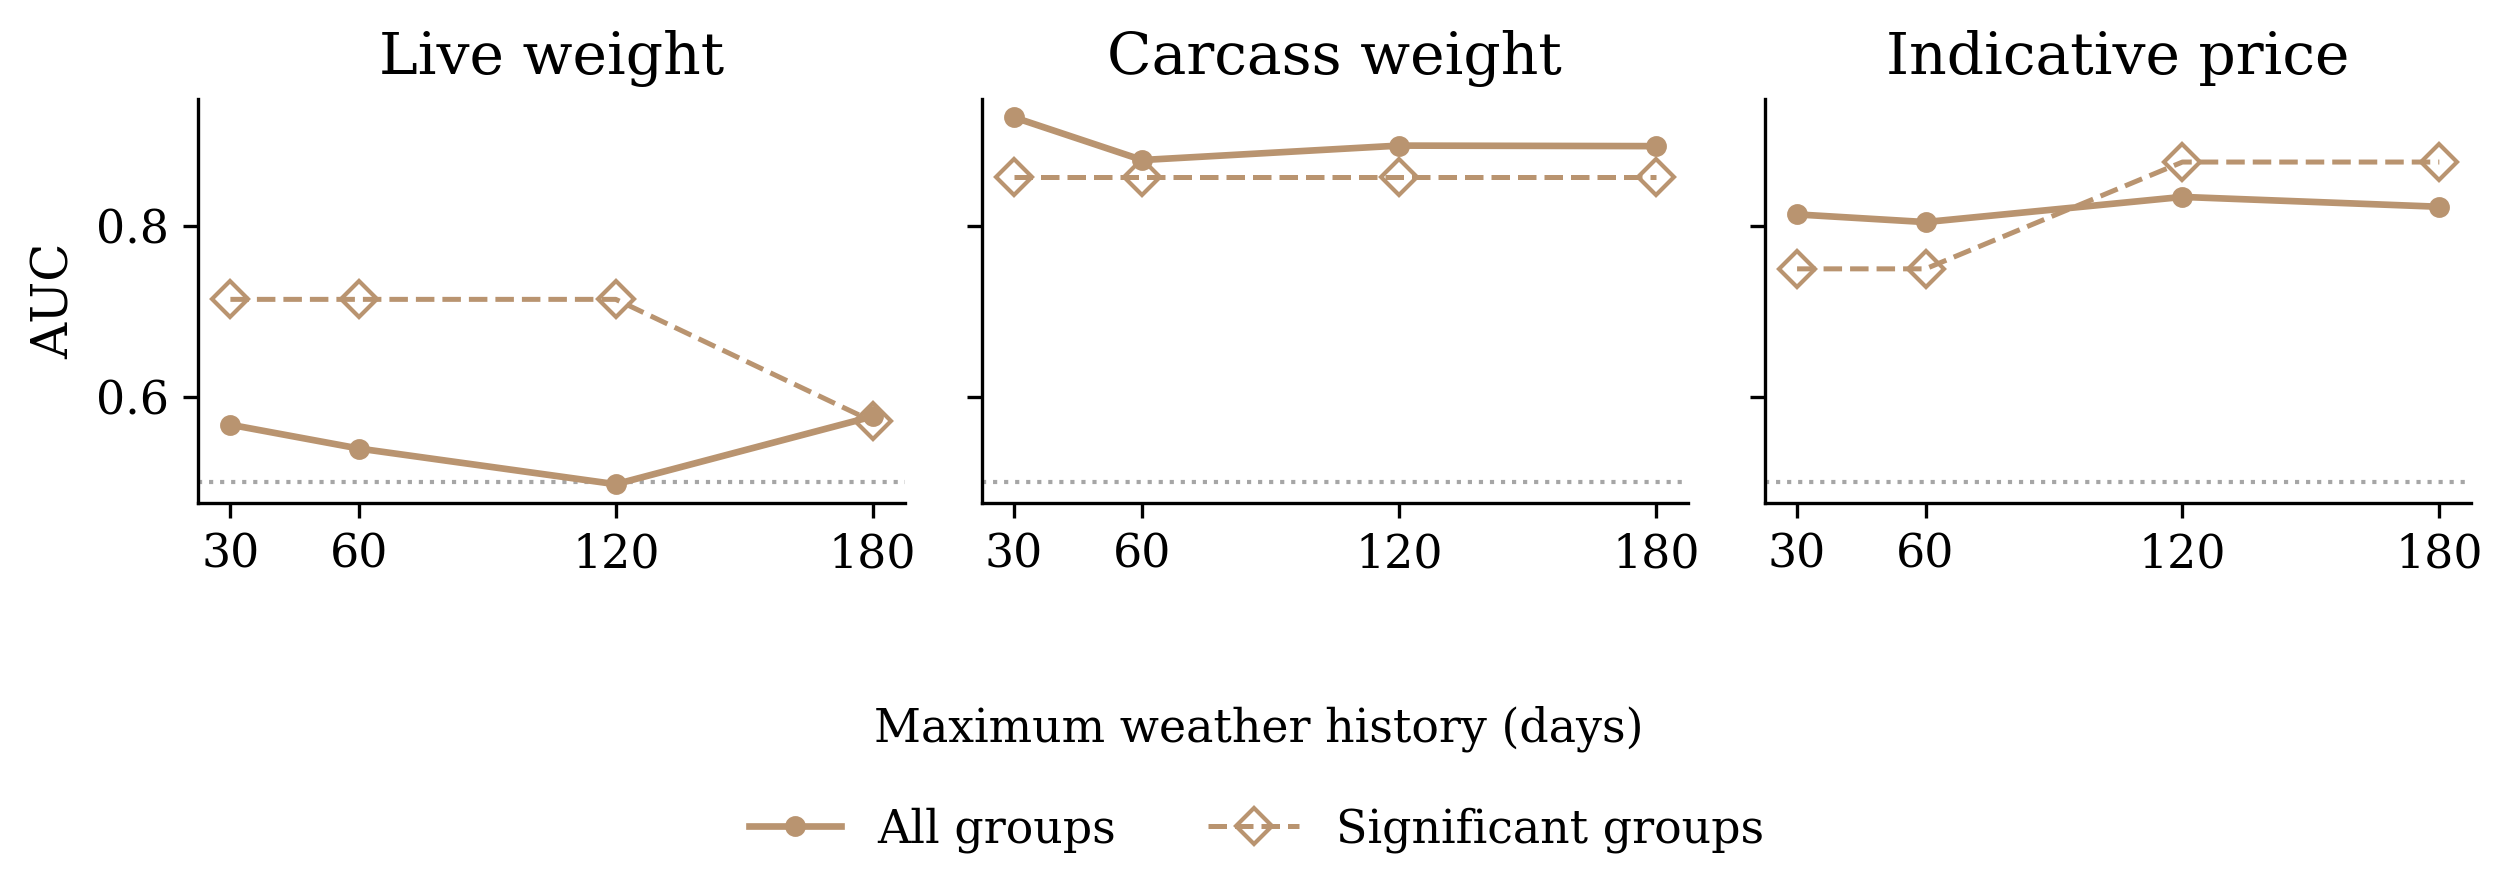 Live weight Carcass weight Indicative price
AUC
0.8
0.6
30 60 120 180 30 60 120 180 30 60 120 180
Maximum weather history (days)
All groups Significant groups